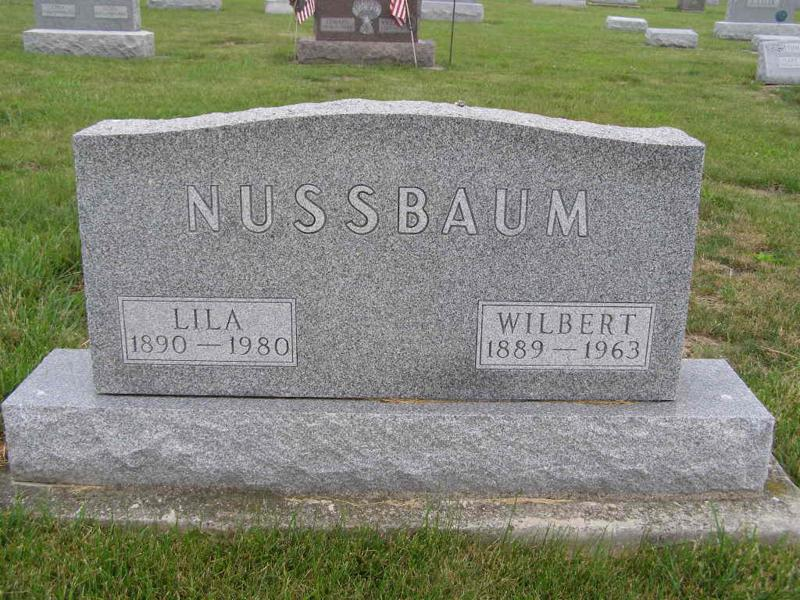 NUSSBAUM
LILA
1890 — 1980
WILBERT
1889 — 1963